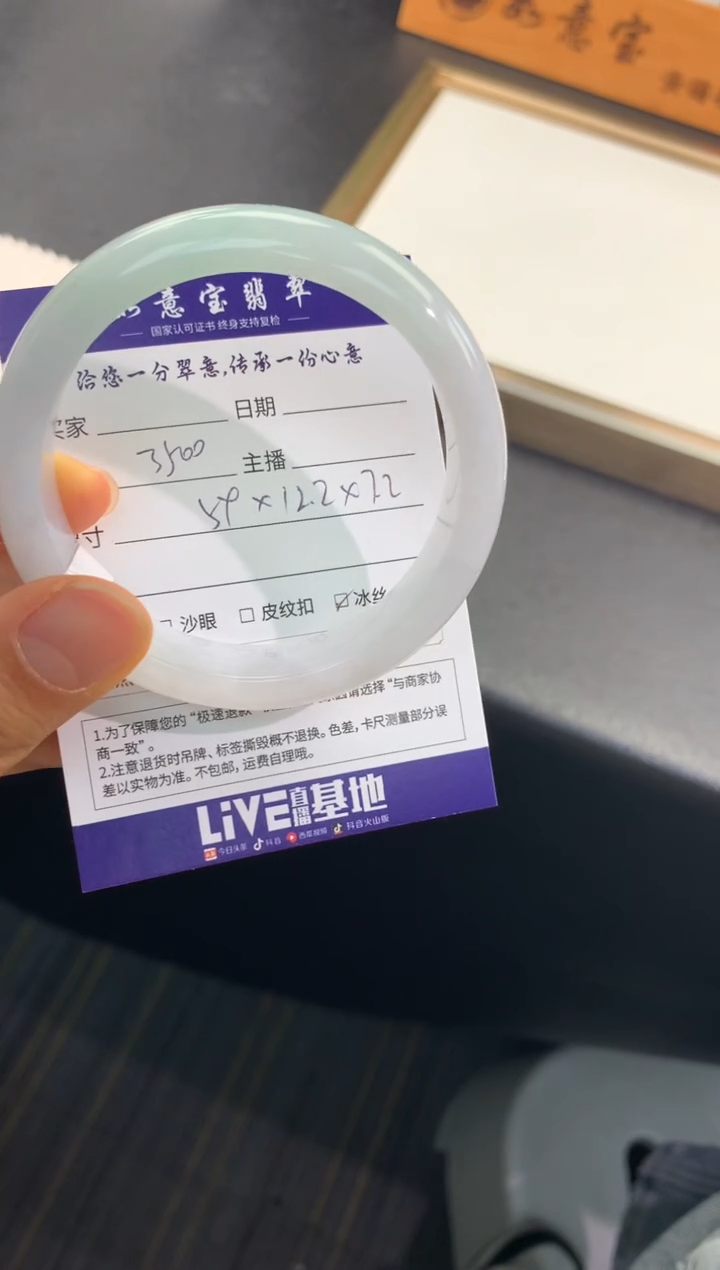 如意宝
意宝翡翠
国家认可证书 终身支持复检
给您一分翠意,传承一份心意
买家
日期
3500
主播
寸
59×12.2×7.2
沙眼 □ 皮纹扣 ☑ 冰丝
1.为了保障您的“极速退款”
请选择“与商家协
商一致”。
2.注意退货时吊牌、标签撕毁概不退换。色差,卡尺测量部分误
差以实物为准。不包邮,运费自理哦。
LiVE直播基地
今日头条 抖音 西瓜视频 抖音火山版